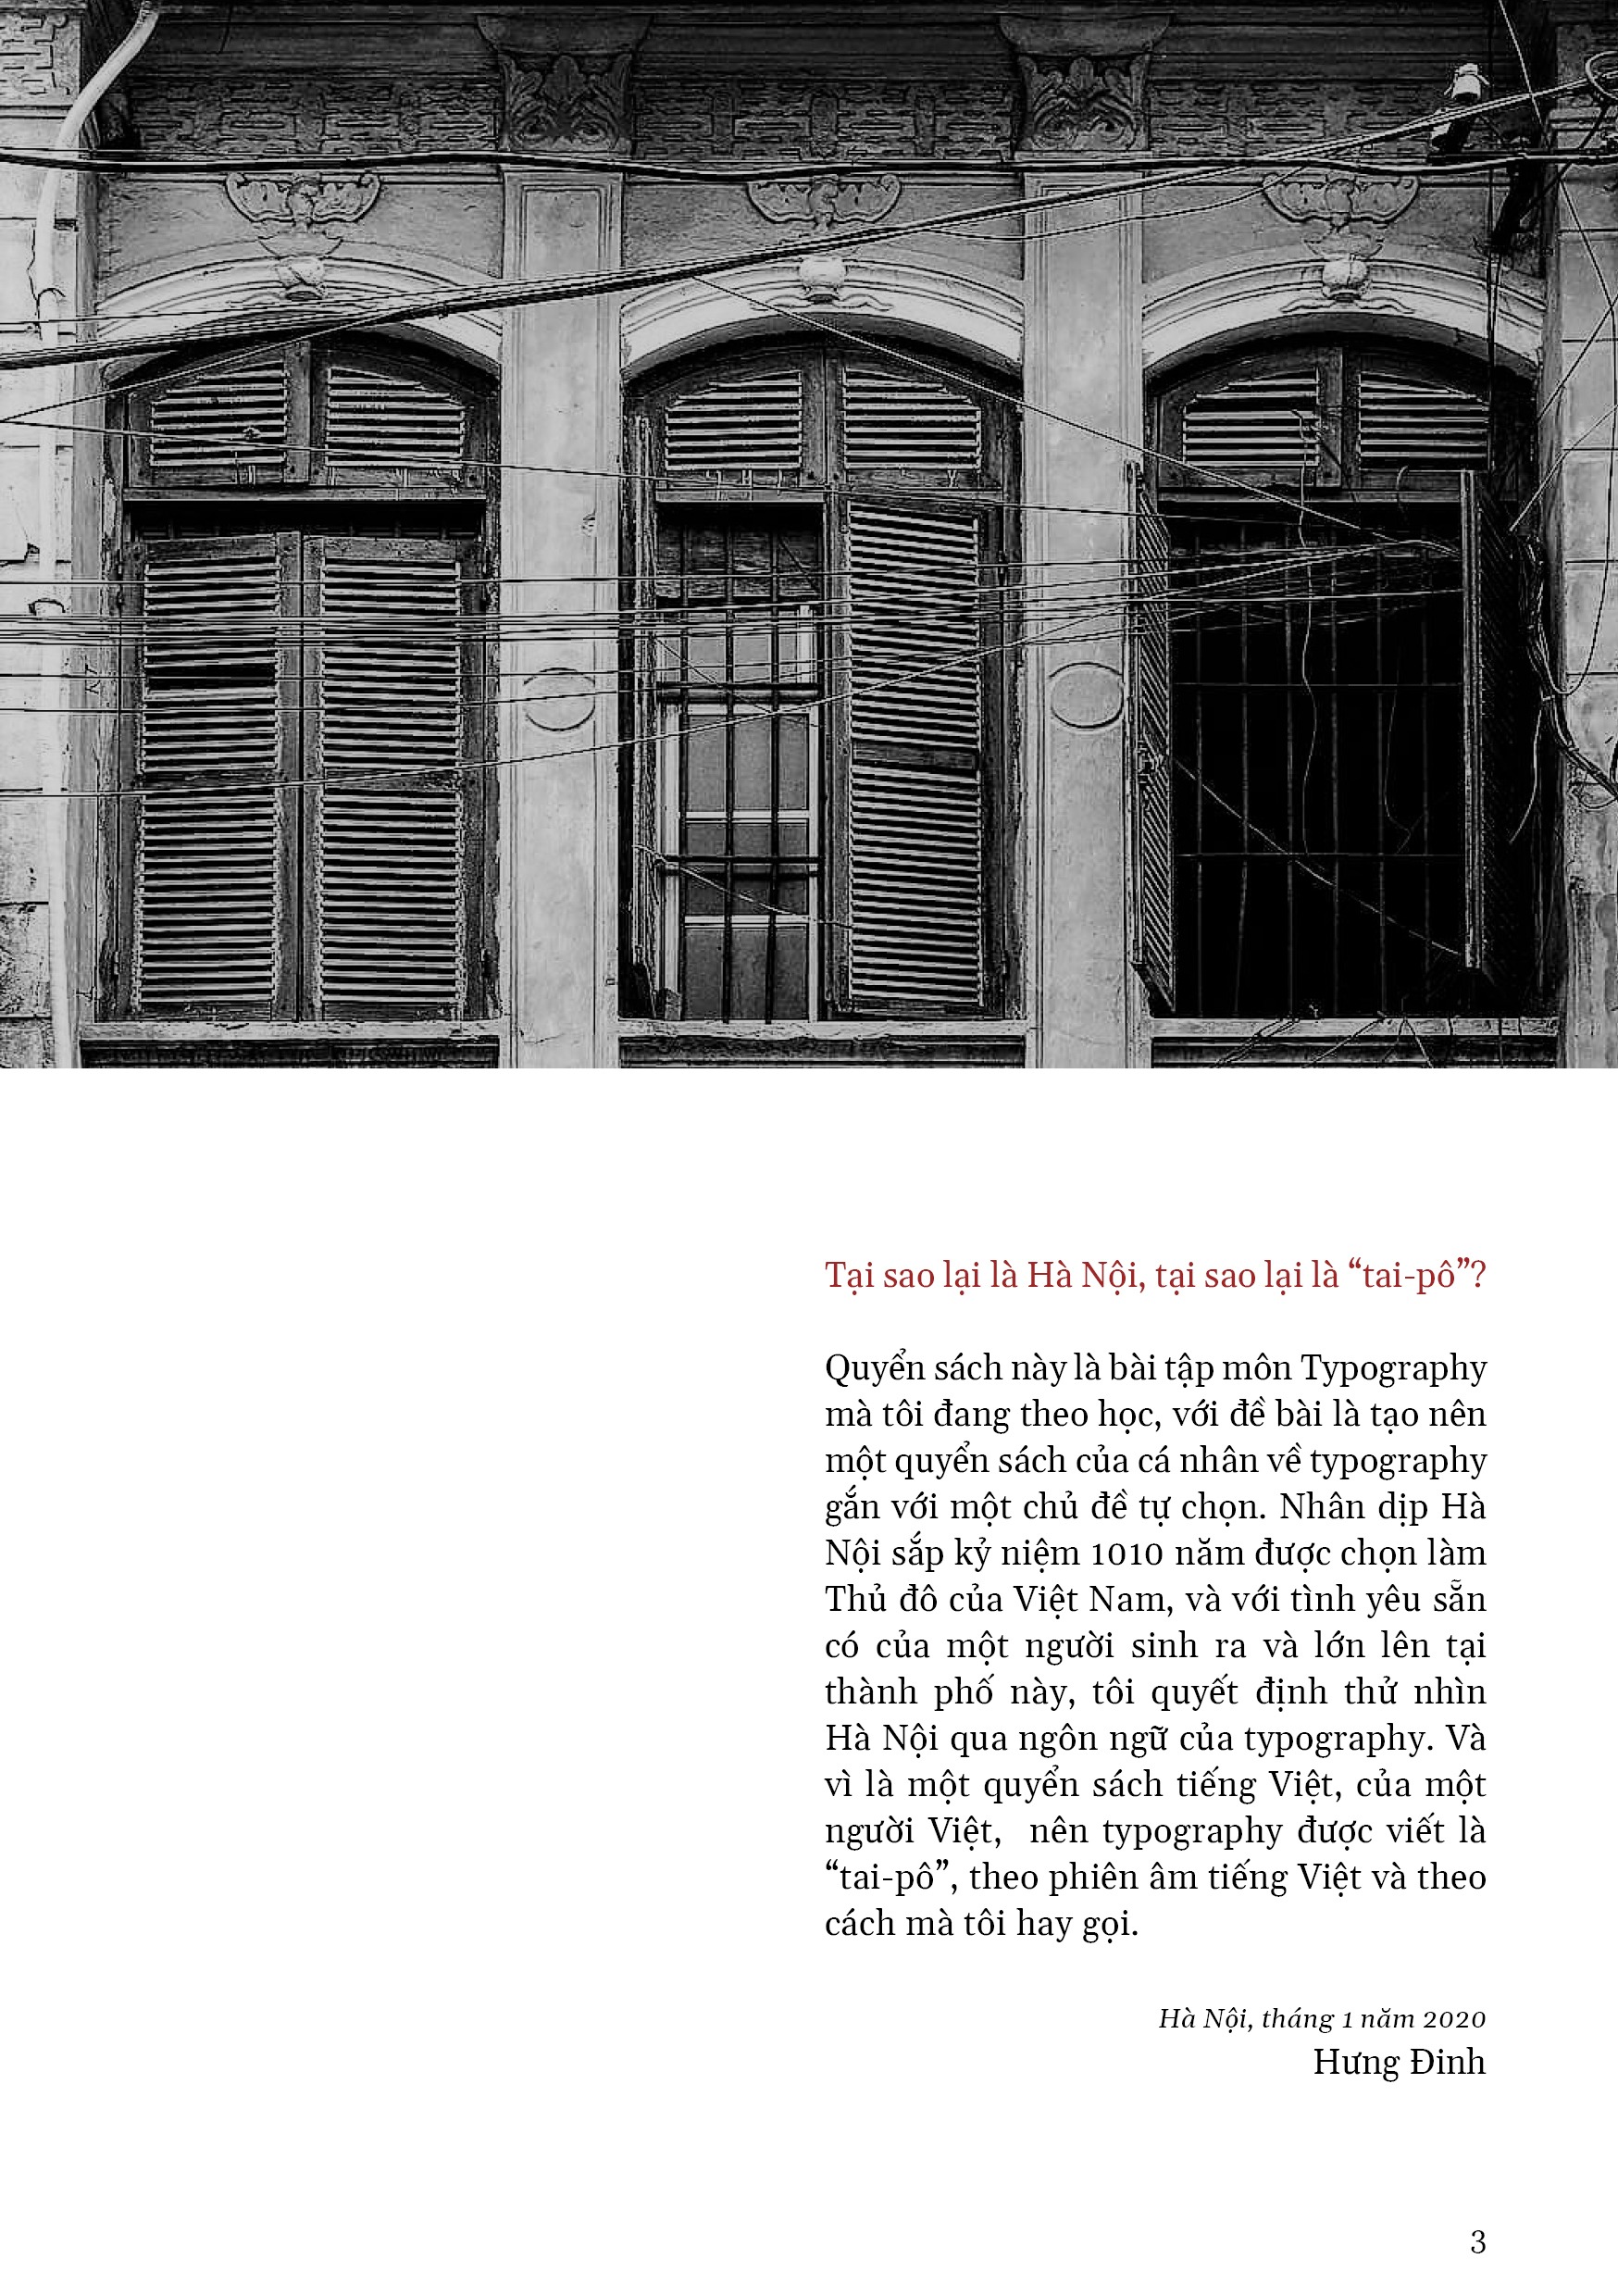 Tại sao lại là Hà Nội, tại sao lại là “tai-pô”?
Quyển sách này là bài tập môn Typography
mà tôi đang theo học, với đề bài là tạo nên
một quyển sách của cá nhân về typography
gắn với một chủ đề tự chọn. Nhân dịp Hà
Nội sắp kỷ niệm 1010 năm được chọn làm
Thủ đô của Việt Nam, và với tình yêu sẵn
có của một người sinh ra và lớn lên tại
thành phố này, tôi quyết định thử nhìn
Hà Nội qua ngôn ngữ của typography. Và
vì là một quyển sách tiếng Việt, của một
người Việt, nên typography được viết là
“tai-pô”, theo phiên âm tiếng Việt và theo
cách mà tôi hay gọi.
Hà Nội, tháng 1 năm 2020
Hưng Đinh
3